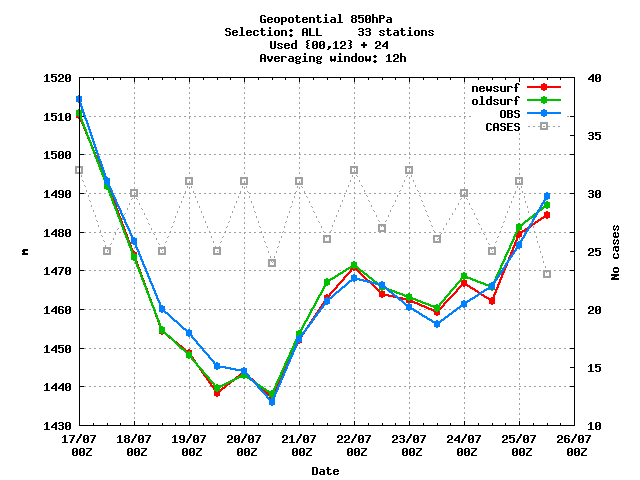 Geopotential 850hPa
Selection: ALL 33 stations
Used {00,12} + 24
Averaging window: 12h
1520 40
newsurf
oldsurf
OBS
CASES
1510 35
1500
1490 30
1480
m 25 No cases
1470
1460 20
1450
15
1440
1430 10
17/07 18/07 19/07 20/07 21/07 22/07 23/07 24/07 25/07 26/07
00Z 00Z 00Z 00Z 00Z 00Z 00Z 00Z 00Z 00Z
Date